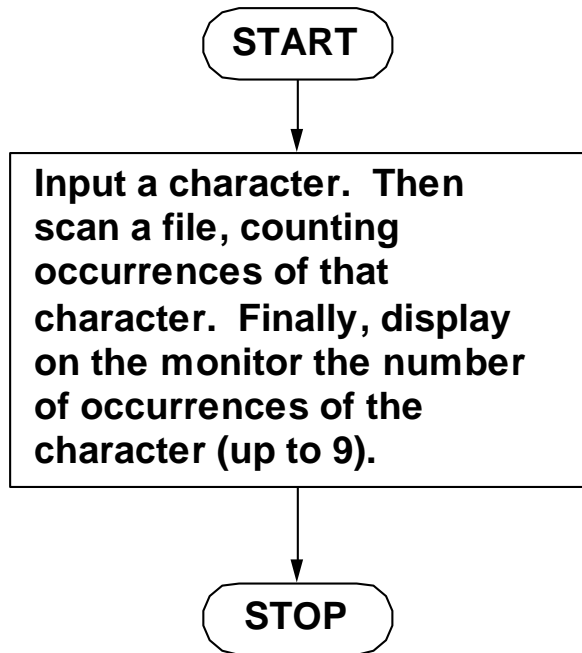 START
Input a character.  Then
scan a file, counting
occurrences of that
character.  Finally, display
on the monitor the number
of occurrences of the
character (up to 9).
STOP